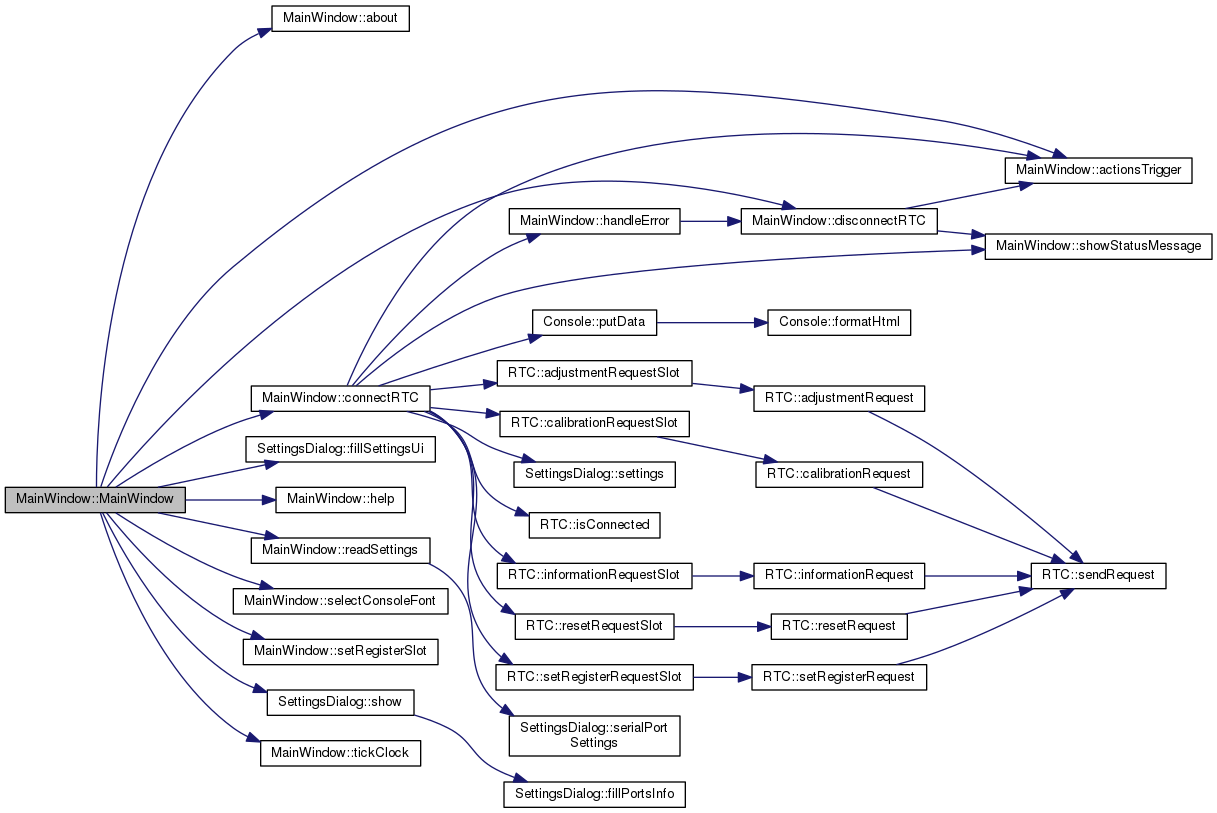 MainWindow::about
MainWindow::actionsTrigger
MainWindow::handleError
MainWindow::disconnectRTC
MainWindow::showStatusMessage
Console::putData
Console::formatHtml
RTC::adjustmentRequestSlot
MainWindow::connectRTC
RTC::adjustmentRequest
RTC::calibrationRequestSlot
SettingsDialog::fillSettingsUi
SettingsDialog::settings
RTC::calibrationRequest
MainWindow::MainWindow
MainWindow::help
RTC::isConnected
MainWindow::readSettings
RTC::informationRequestSlot
RTC::informationRequest
RTC::sendRequest
MainWindow::selectConsoleFont
RTC::resetRequestSlot
RTC::resetRequest
MainWindow::setRegisterSlot
RTC::setRegisterRequestSlot
RTC::setRegisterRequest
SettingsDialog::show
SettingsDialog::serialPort
Settings
MainWindow::tickClock
SettingsDialog::fillPortsInfo